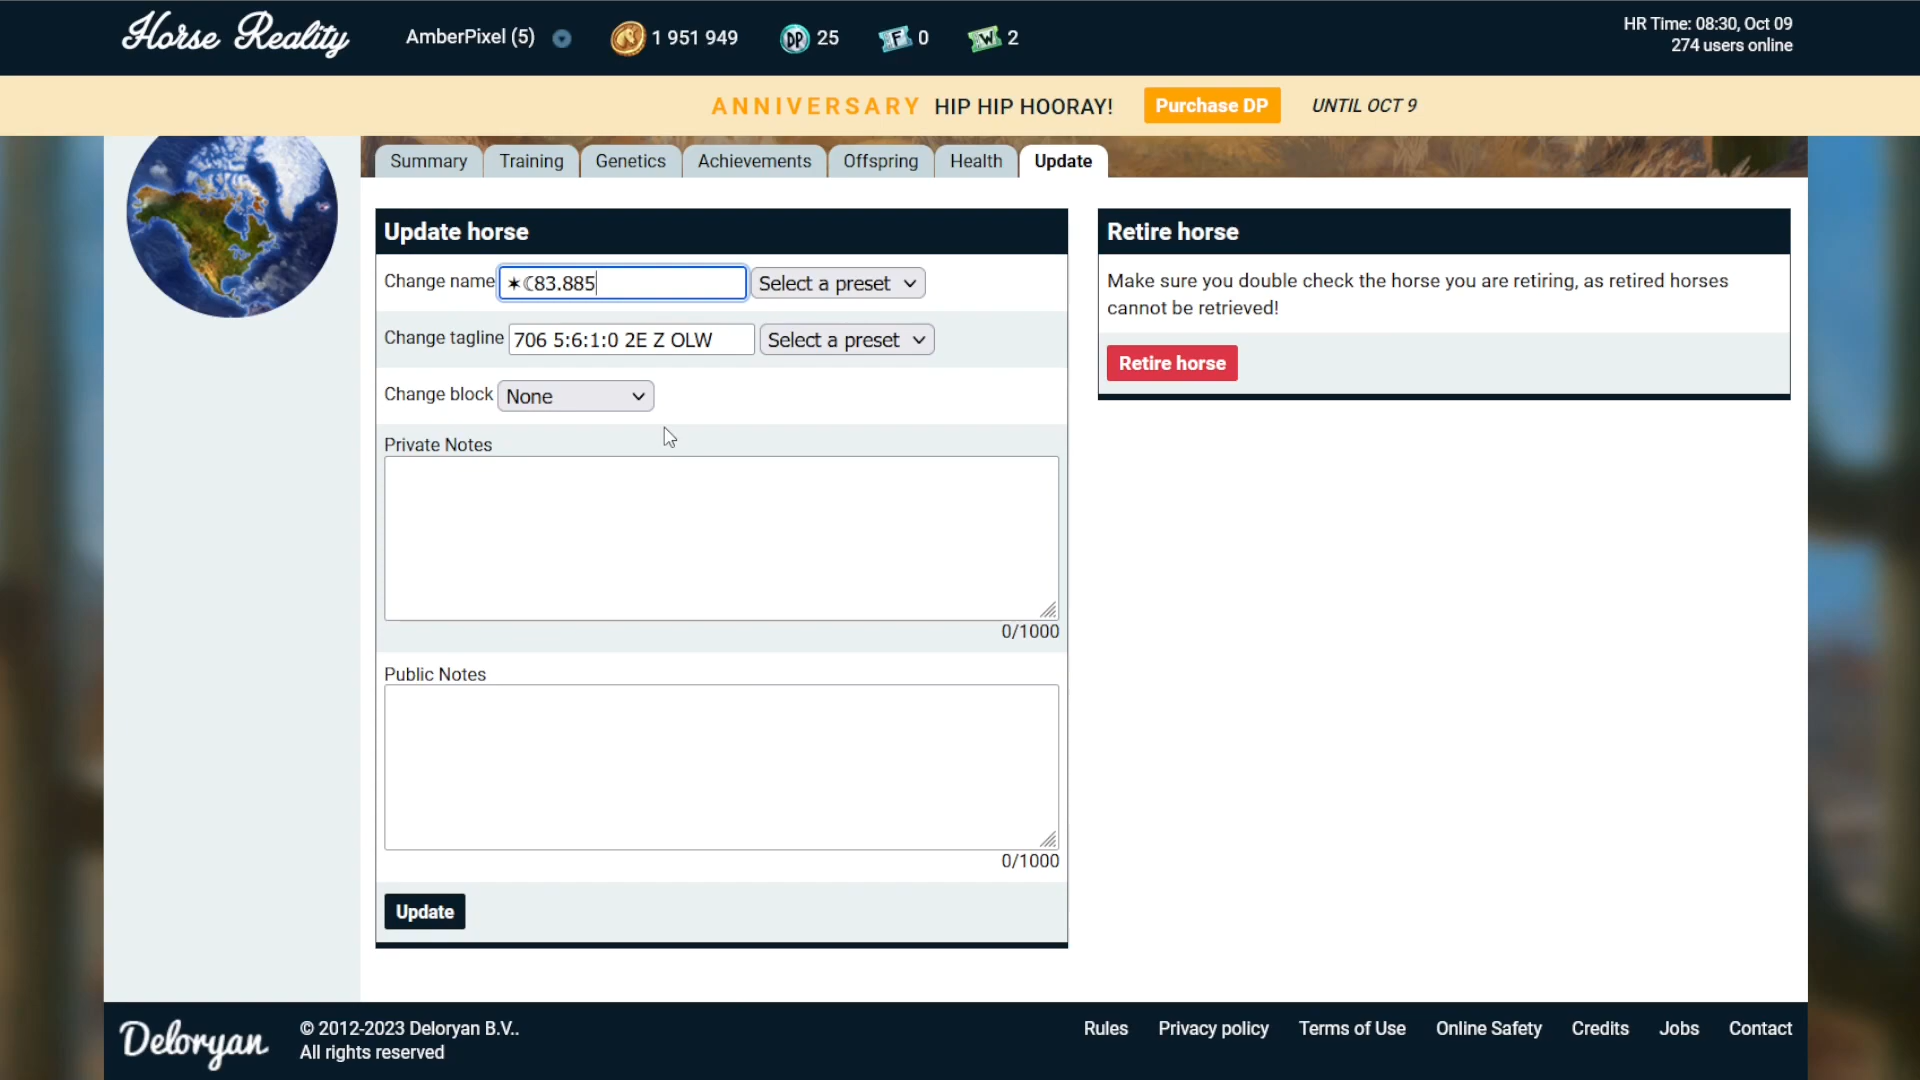 Horse Reality
AmberPixel (5)
1 951 949
DP 25
F 0
W 2
HR Time: 08:30, Oct 09
274 users online
ANNIVERSARY HIP HIP HOORAY! Purchase DP UNTIL OCT 9
Summary
Training
Genetics
Achievements
Offspring
Health
Update
Update horse
Change name ✶☾83.885 Select a preset
Change tagline 706 5:6:1:0 2E Z OLW Select a preset
Change block None
Private Notes
0/1000
Public Notes
0/1000
Update
Retire horse
Make sure you double check the horse you are retiring, as retired horses
cannot be retrieved!
Retire horse
Deloryan
© 2012-2023 Deloryan B.V..
All rights reserved
Rules
Privacy policy
Terms of Use
Online Safety
Credits
Jobs
Contact